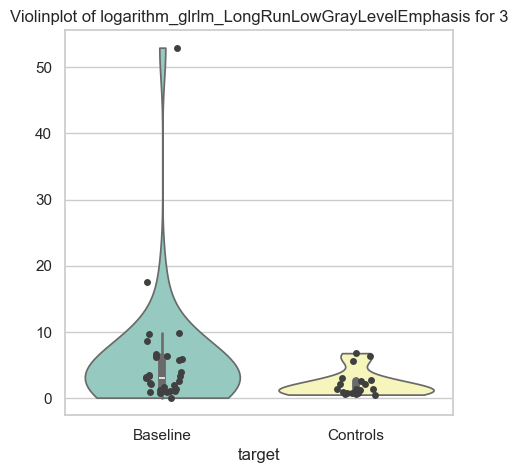 Violinplot of logarithm_glrlm_LongRunLowGrayLevelEmphasis for 3
50
40
30
20
10
0
Baseline Controls
target